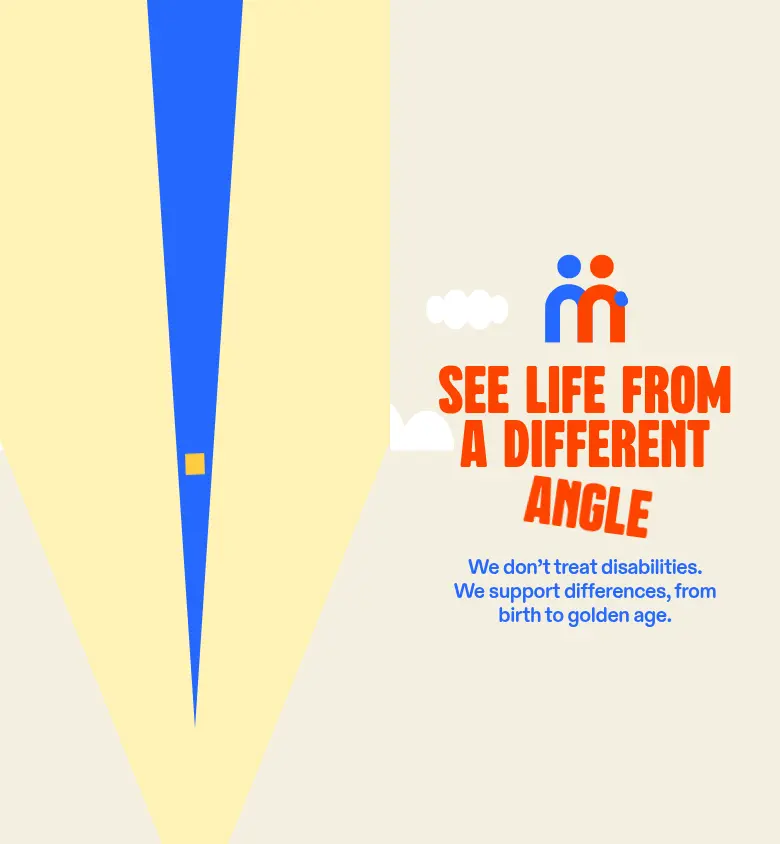 SEE LIFE FROM
A DIFFERENT
ANGLE
We don’t treat disabilities.
We support differences, from
birth to golden age.